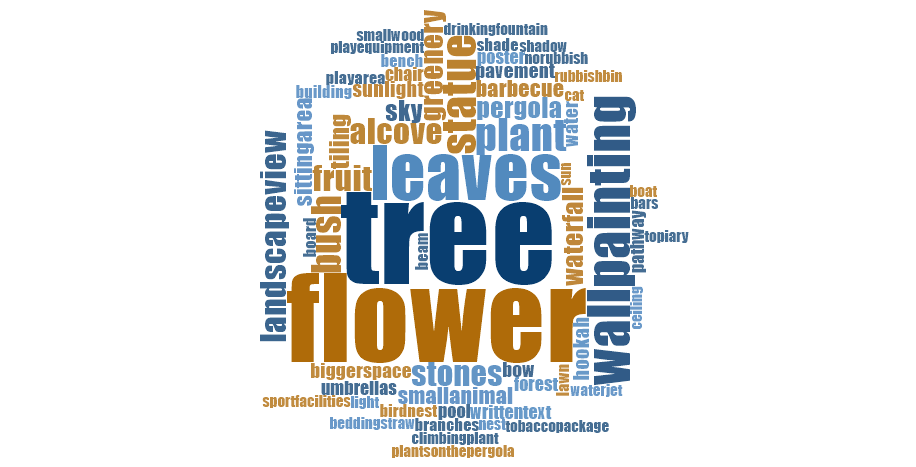 drinkingfountain
smallwood
playequipment
greenery
statue
shade
shadow
bench
poster
norubbish
playarea
chair
pavement
rubbishbin
building
sunlight
barbecue
cat
sittingarea
sky
pergola
water
wallpainting
tiling
alcove
plant
landscapeview
fruit
leaves
sun
boat
bars
bush
tree
waterfall
pathway
topiary
board
beam
flower
ceiling
hookah
biggerspace
stones
bow
forest
lawn
waterjet
umbrellas
smallanimal
sportfacilities
light
birdnest
pool
writtentext
beddingstraw
branches
nest
tobaccopackage
climbingplant
plantsonthepergola